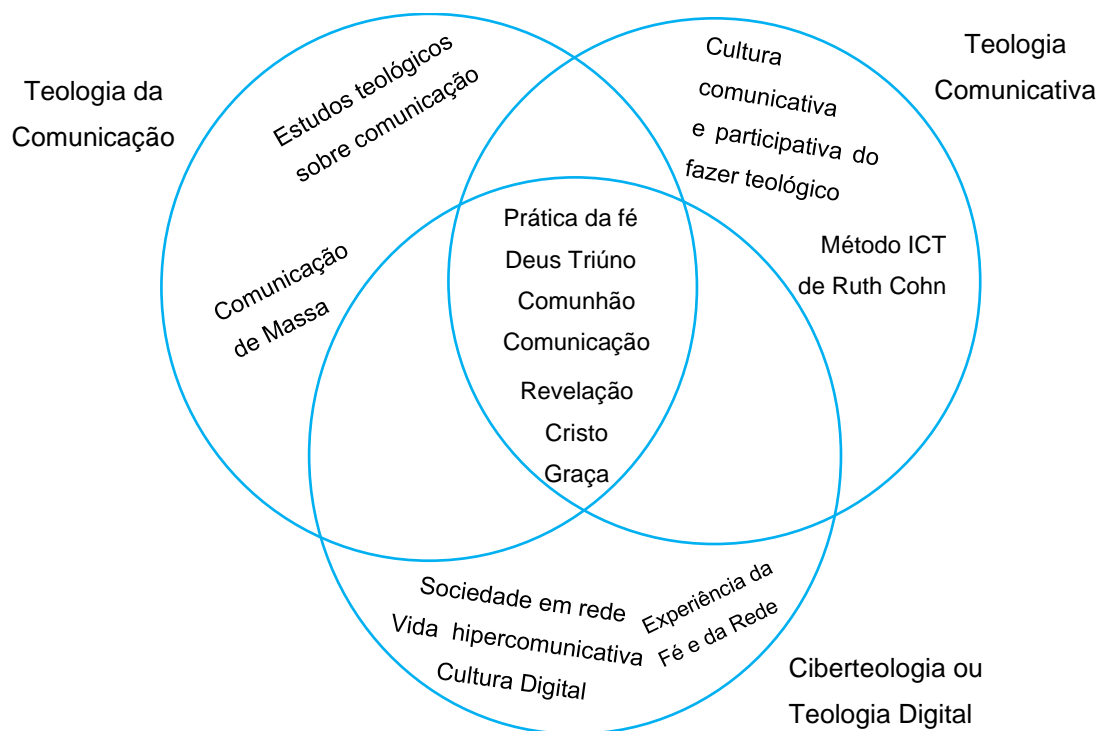 Teologia da
Comunicação
Estudos teológicos
sobre comunicação
Comunicação
de Massa
Cultura
comunicativa
e participativa do
fazer teológico
Método ICT
de Ruth Cohn
Teologia
Comunicativa
Prática da fé
Deus Triúno
Comunhão
Comunicação
Revelação
Cristo
Graça
Sociedade em rede
Vida hipercomunicativa
Cultura Digital
Experiência da
Fé e da Rede
Ciberteologia ou
Teologia Digital